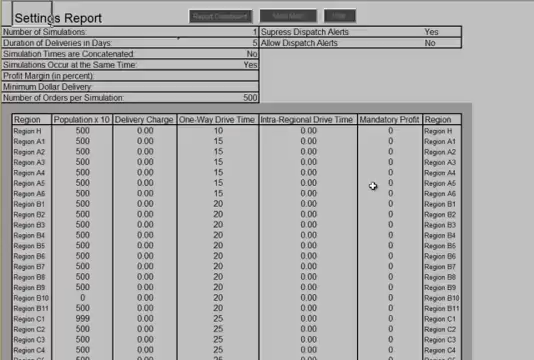 Settings Report
Number of Simulations: 1 Supress Dispatch Alerts Yes
Duration of Deliveries in Days: 5 Allow Dispatch Alerts No
Simulation Times are Concatenated:
Simulations Occur at the Same Time: Yes
Profit Margin (in percent):
Minimum Dollar Delivery:
Number of Orders per Simulation: 500
Region Population x 10 Delivery Charge One-Way Drive Time Intra-Regional Drive Time Mandatory Profit Region
Region H 500 0.00 10 0.00 0 Region H
Region A1 500 0.00 15 0.00 0 Region A1
Region A2 500 0.00 15 0.00 0 Region A2
Region A3 500 0.00 15 0.00 0 Region A3
Region A4 500 0.00 15 0.00 0 Region A4
Region A5 500 0.00 15 0.00 0 Region A5
Region A6 500 0.00 15 0.00 0 Region A6
Region B1 500 0.00 20 0.00 0 Region B1
Region B2 500 0.00 20 0.00 0 Region B2
Region B3 500 0.00 20 0.00 0 Region B3
Region B4 500 0.00 20 0.00 0 Region B4
Region B5 500 0.00 20 0.00 0 Region B5
Region B6 500 0.00 20 0.00 0 Region B6
Region B7 500 0.00 20 0.00 0 Region B7
Region B8 500 0.00 20 0.00 0 Region B8
Region B9 500 0.00 20 0.00 0 Region B9
Region B10 0 0.00 20 0.00 0 Region B10
Region B11 500 0.00 20 0.00 0 Region B11
Region C1 999 0.00 25 0.00 0 Region C1
Region C2 500 0.00 25 0.00 0 Region C2
Region C3 500 0.00 25 0.00 0 Region C3
Region C4 500 0.00 25 0.00 0 Region C4